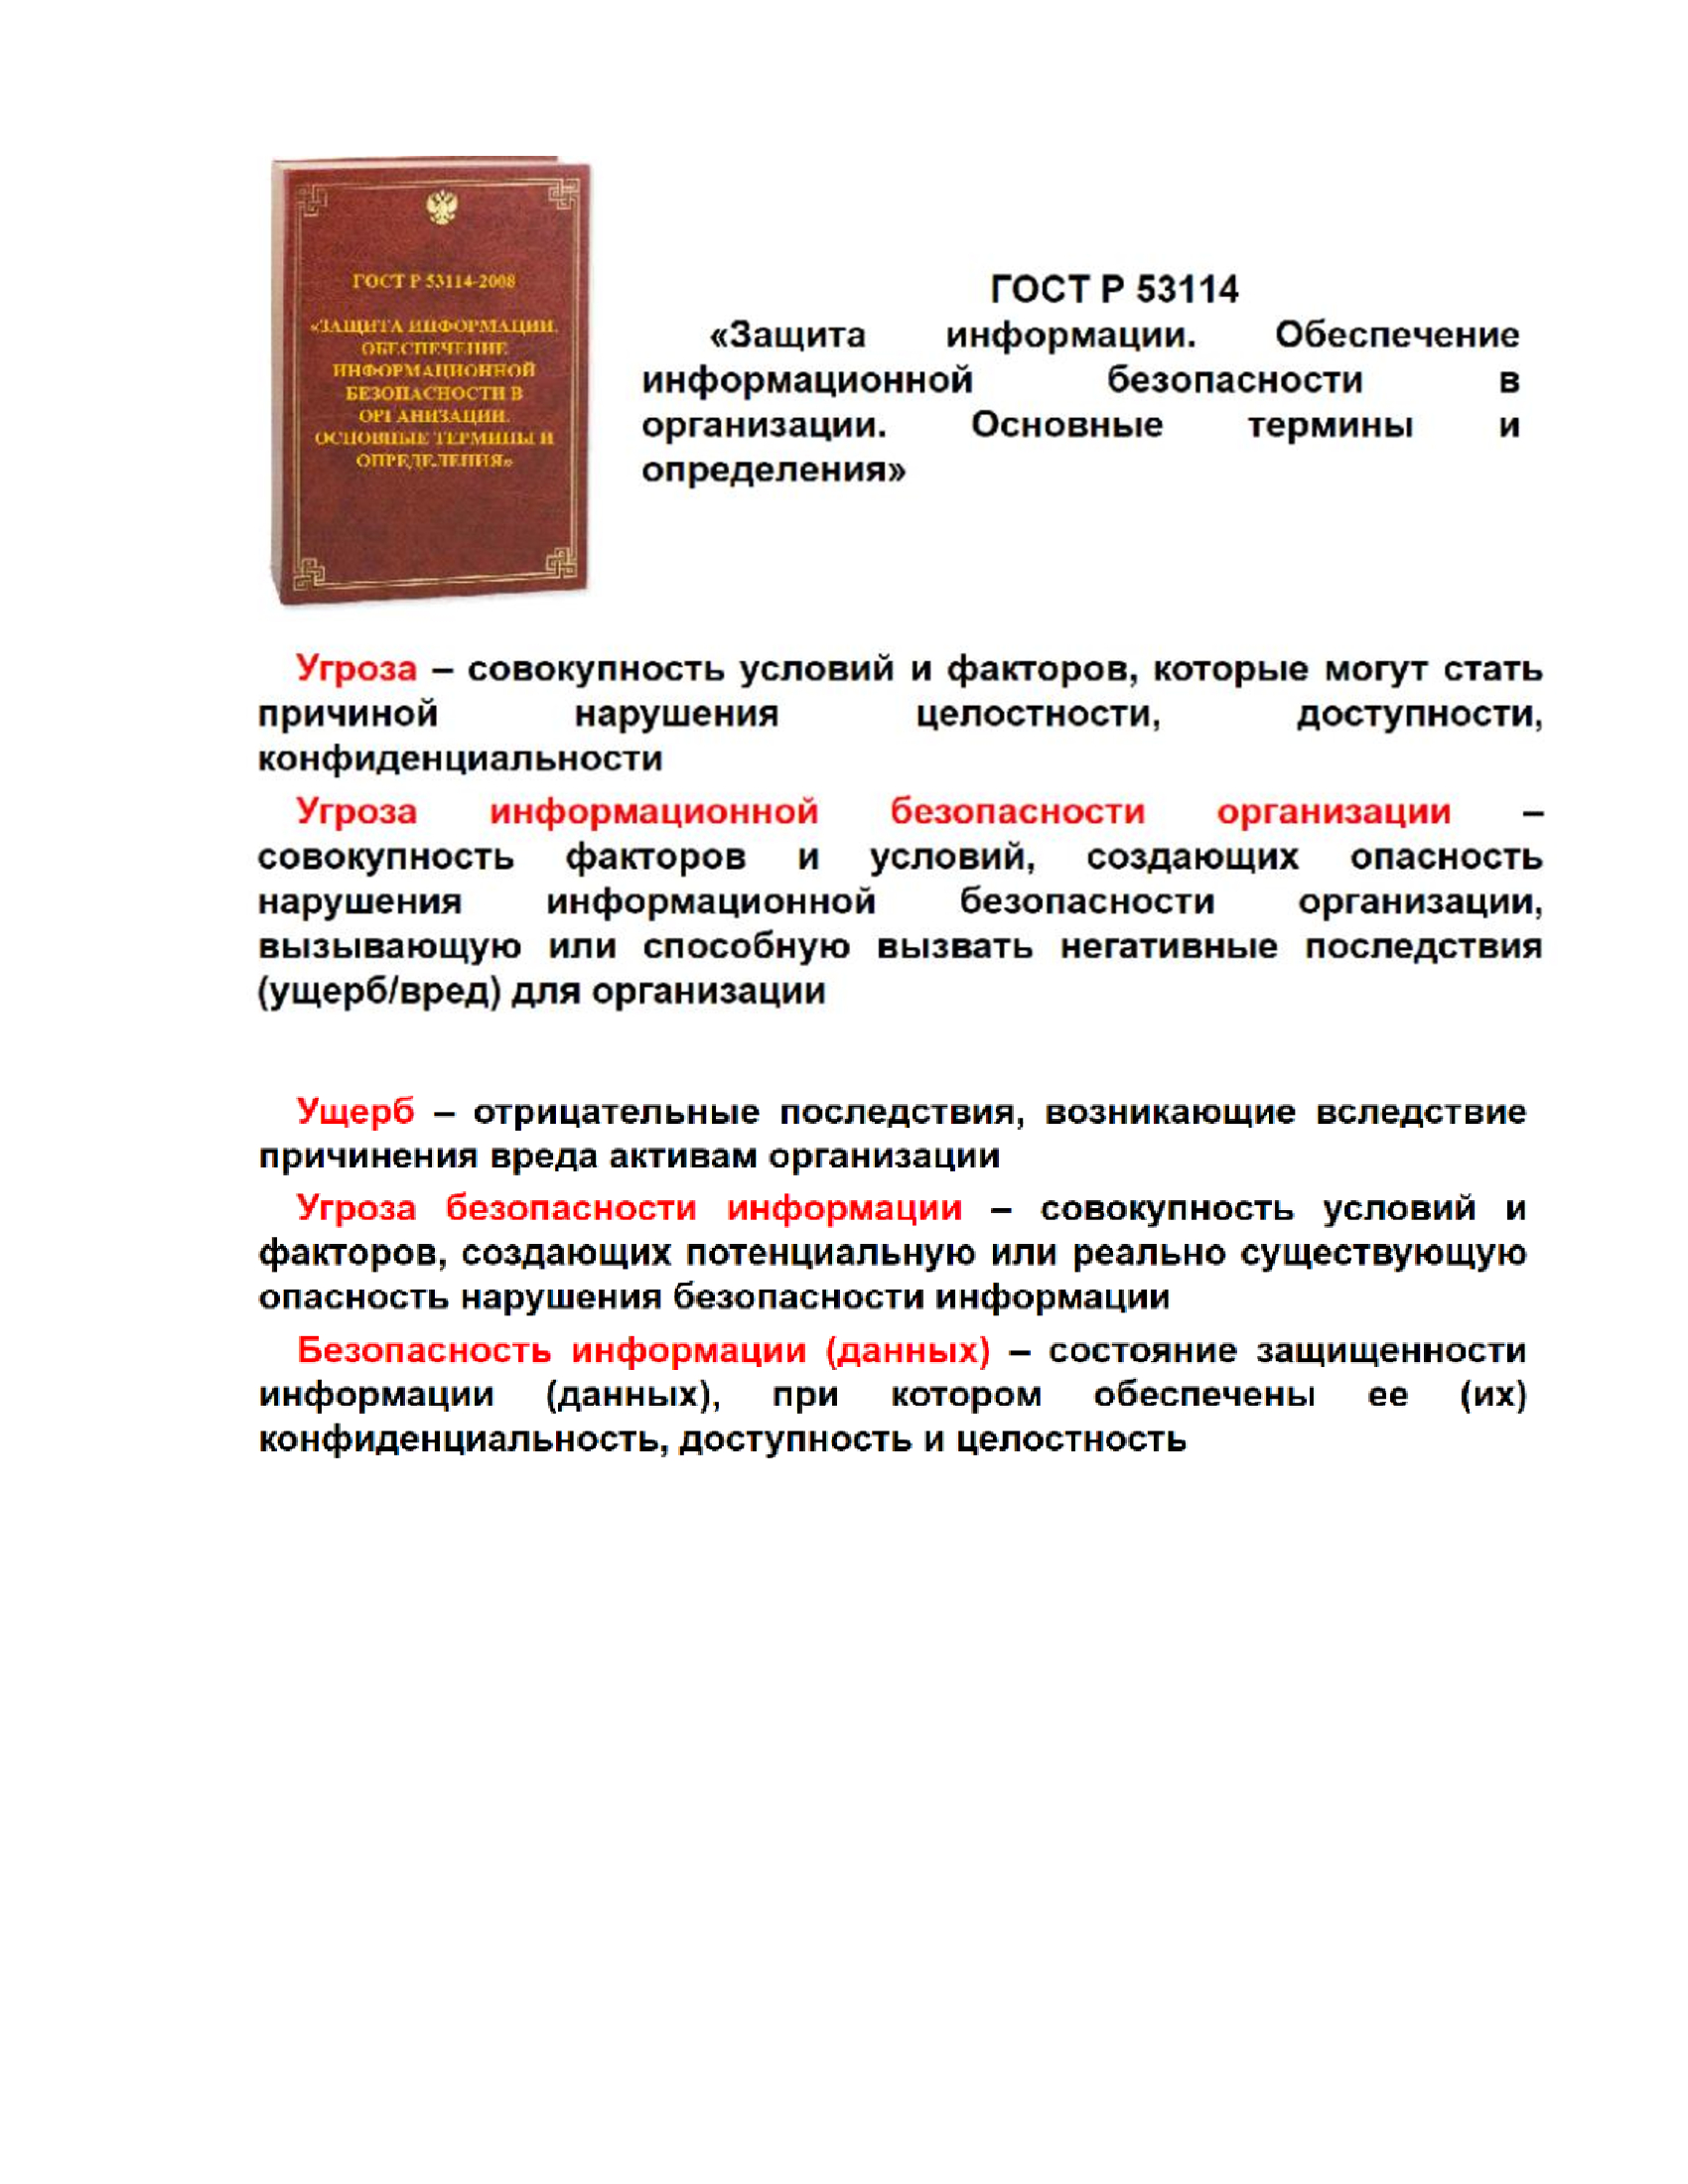 ГОСТ Р 53114-2008
«ЗАЩИТА ИНФОРМАЦИИ.
ОБЕСПЕЧЕНИЕ
ИНФОРМАЦИОННОЙ
БЕЗОПАСНОСТИ В
ОРГАНИЗАЦИИ.
ОСНОВНЫЕ ТЕРМИНЫ И
ОПРЕДЕЛЕНИЯ»
ГОСТ Р 53114
«Защита информации. Обеспечение
информационной безопасности в
организации. Основные термины и
определения»
Угроза – совокупность условий и факторов, которые могут стать
причиной нарушения целостности, доступности,
конфиденциальности
Угроза информационной безопасности организации –
совокупность факторов и условий, создающих опасность
нарушения информационной безопасности организации,
вызывающую или способную вызвать негативные последствия
(ущерб/вред) для организации
Ущерб – отрицательные последствия, возникающие вследствие
причинения вреда активам организации
Угроза безопасности информации – совокупность условий и
факторов, создающих потенциальную или реально существующую
опасность нарушения безопасности информации
Безопасность информации (данных) – состояние защищенности
информации (данных), при котором обеспечены ее (их)
конфиденциальность, доступность и целостность